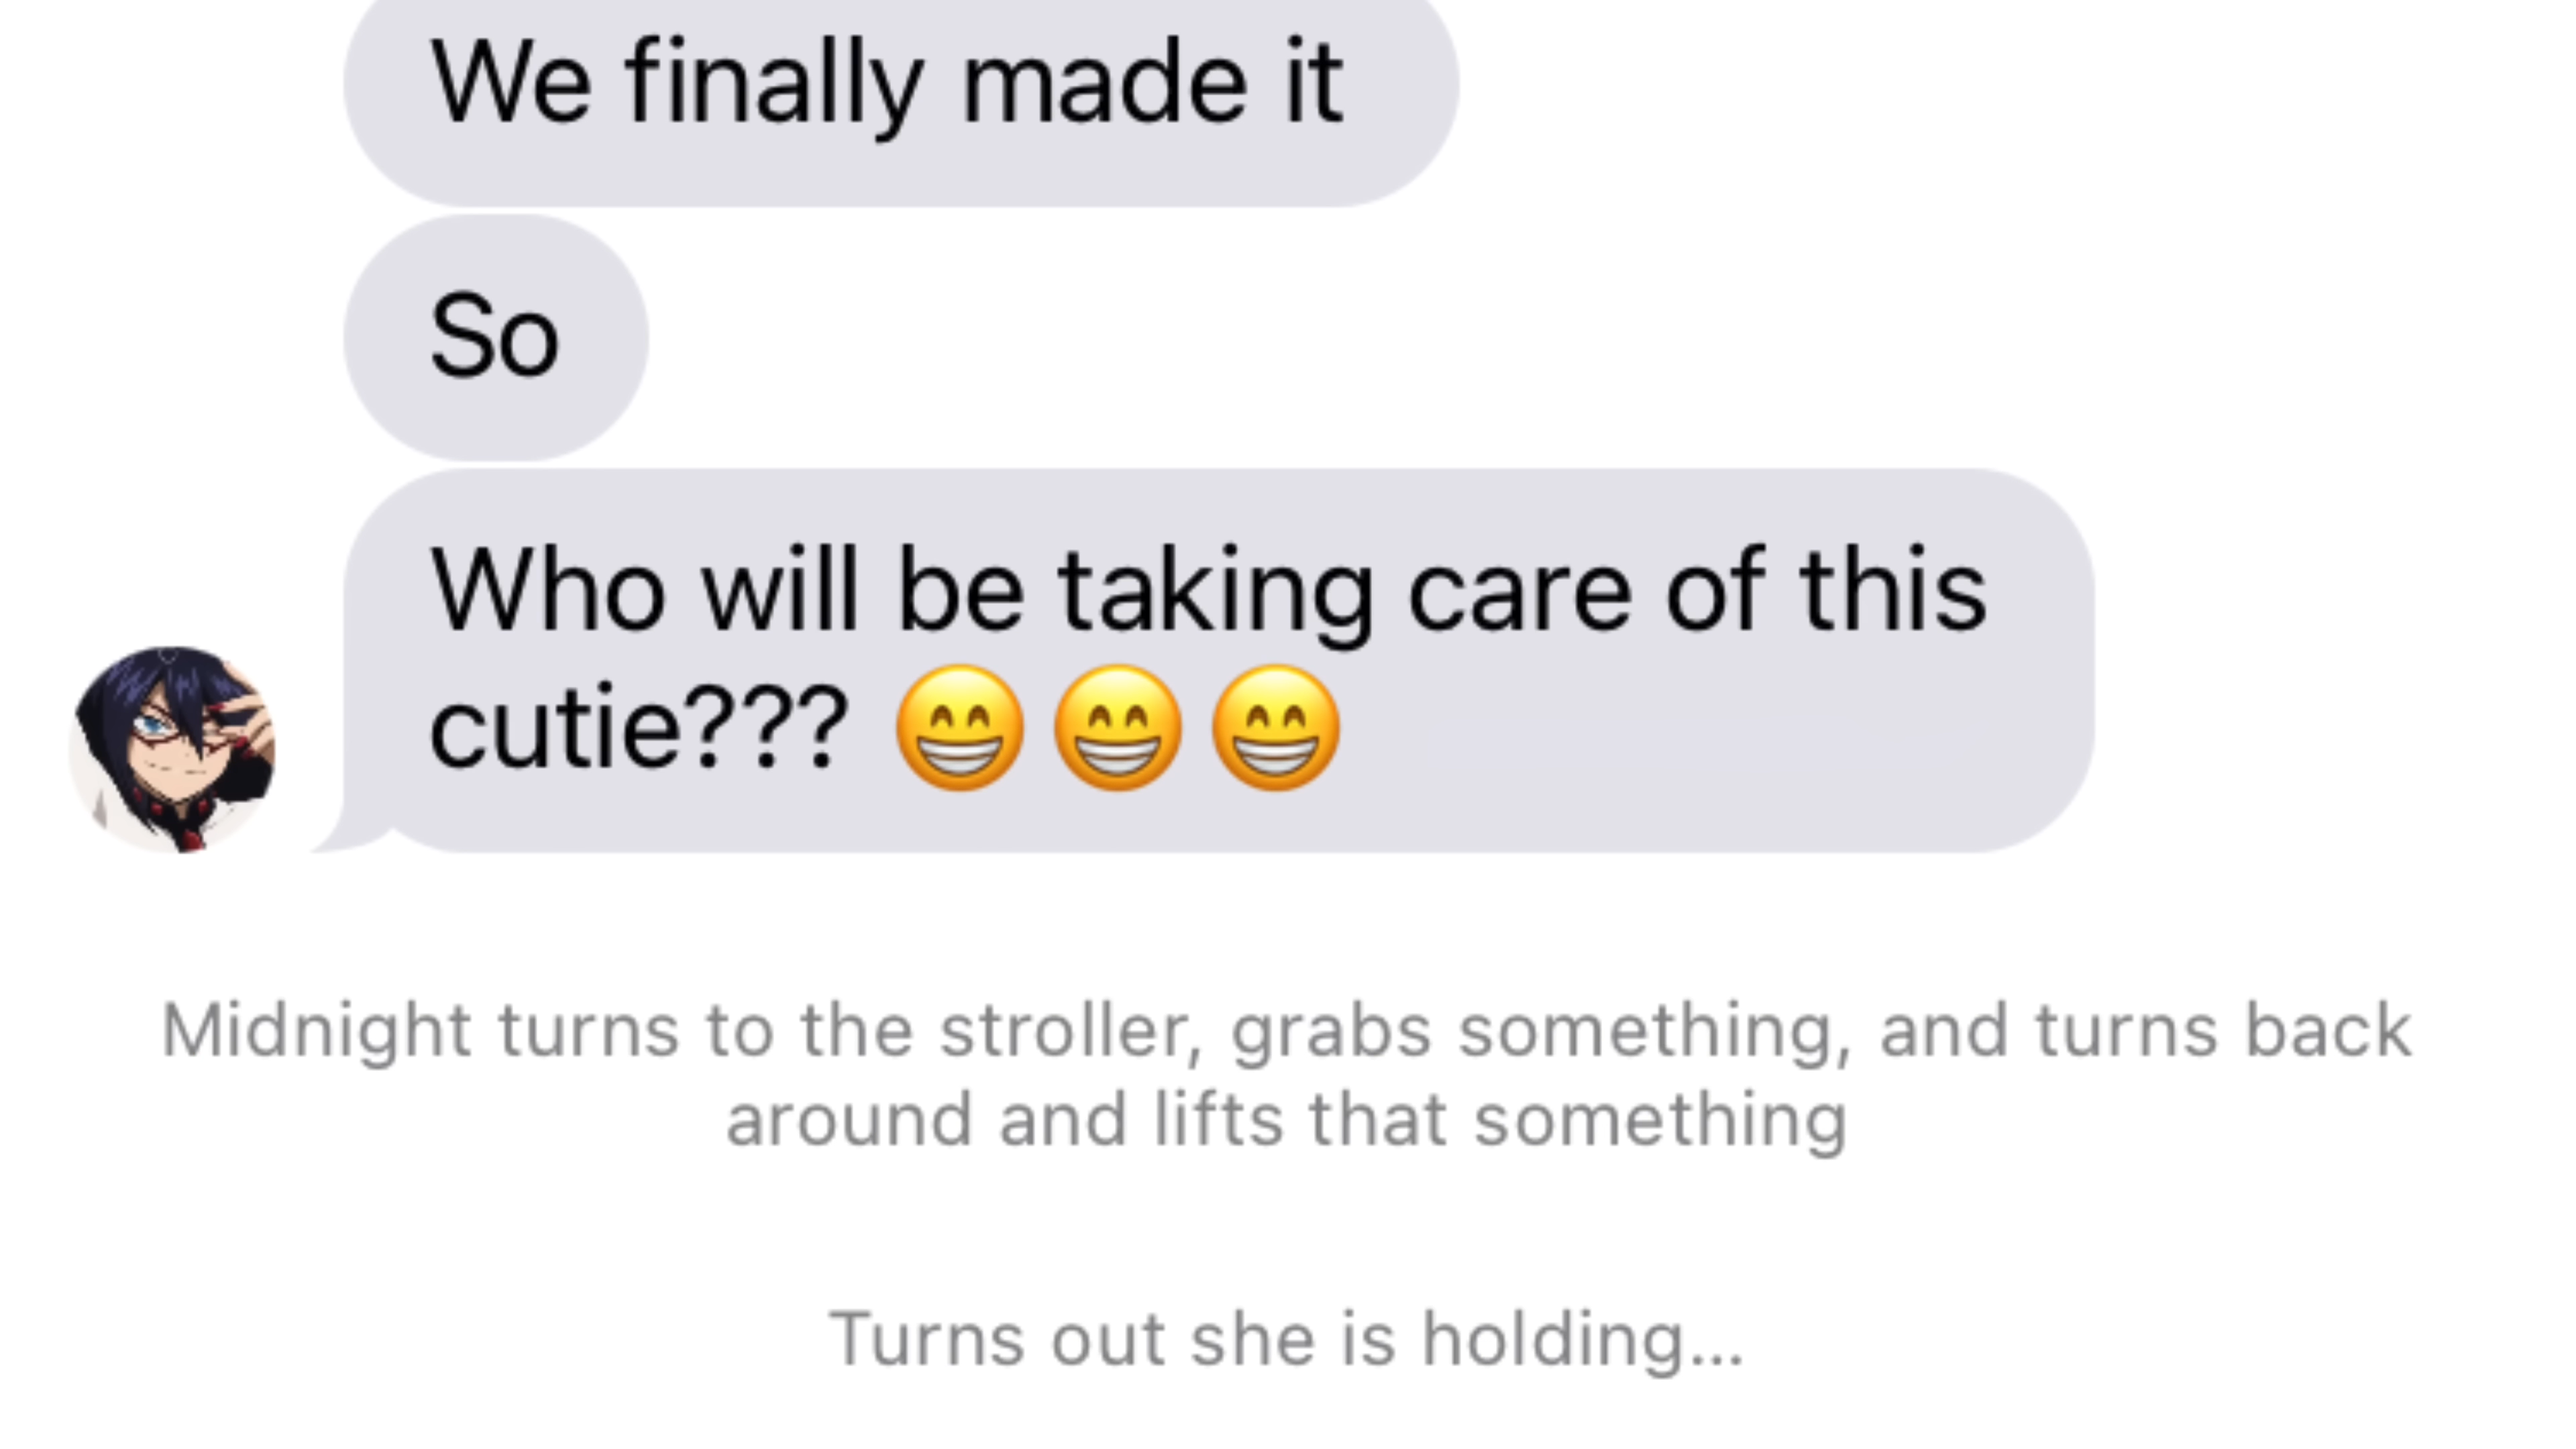 We finally made it
So
Who will be taking care of this
cutie??? 😁😁😁
Midnight turns to the stroller, grabs something, and turns back
around and lifts that something
Turns out she is holding...